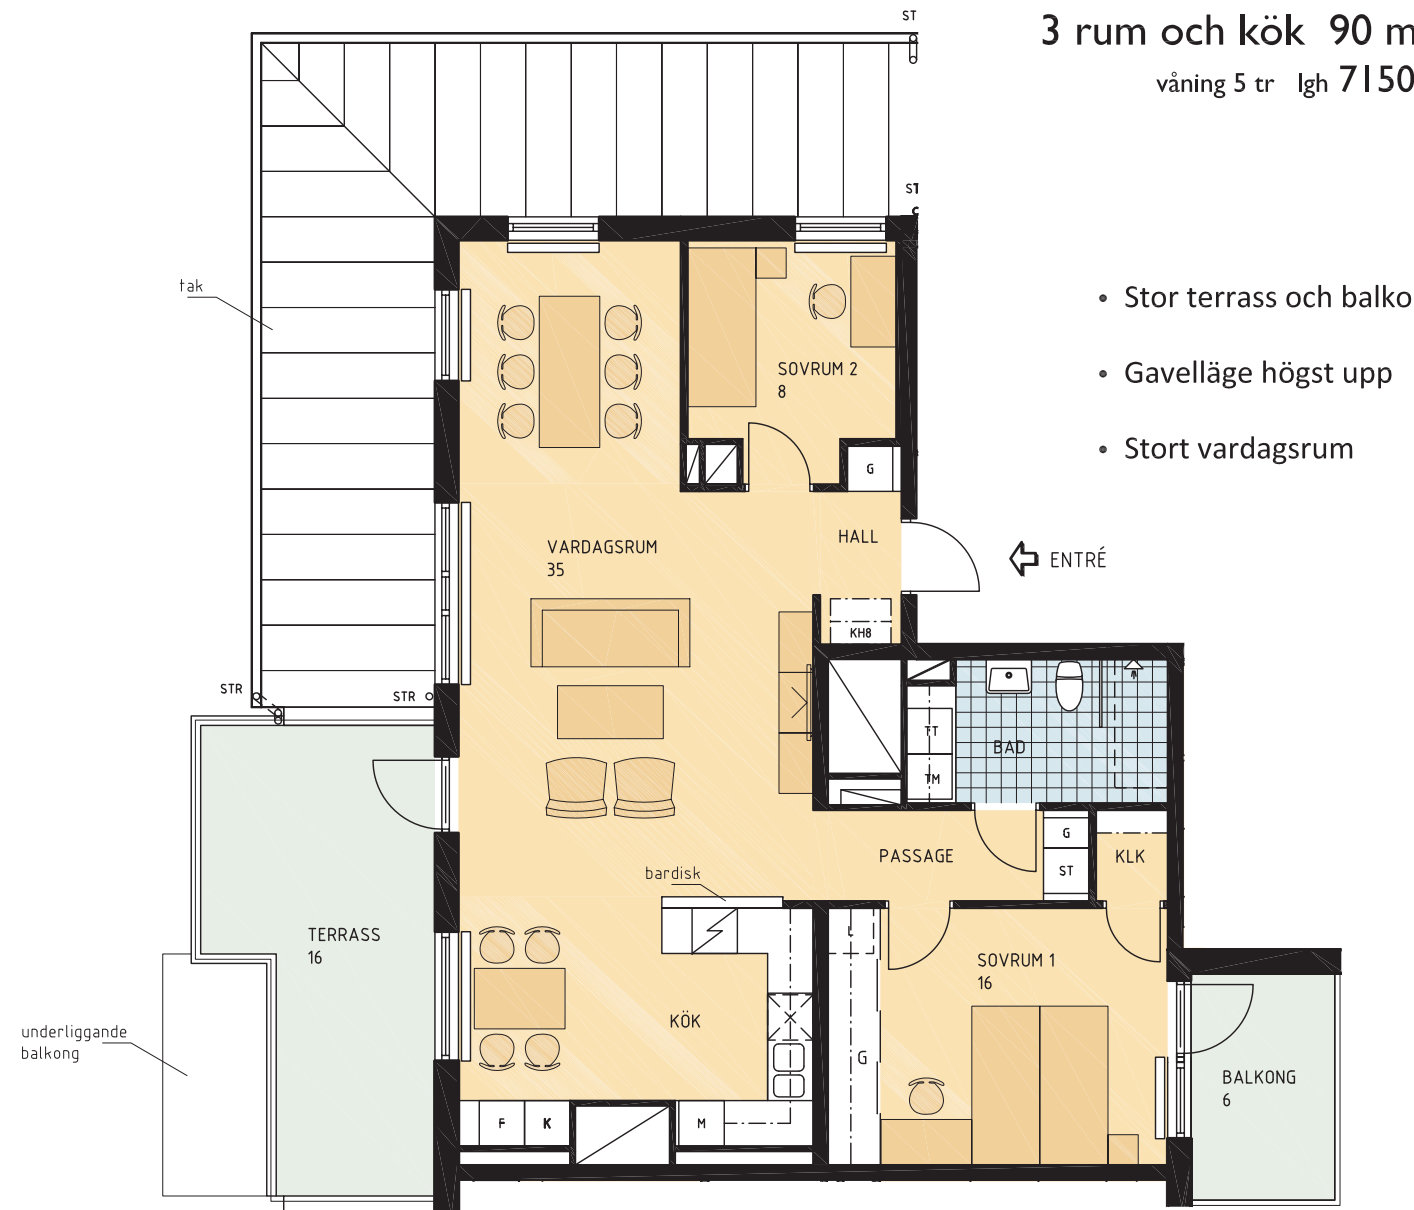 ST
3 rum och kök 90 m
våning 5 tr lgh 7150
ST
tak
• Stor terrass och balko
• Gavelläge högst upp
• Stort vardagsrum
SOVRUM 2
8
G
HALL
VARDAGSRUM
35
ENTRÉ
KH8
STR
STR
TT
BAD
TM
PASSAGE
G
KLK
ST
bardisk
TERRASS
16
L
SOVRUM 1
16
KÖK
underliggande
balkong
G
BALKONG
6
F
K
M